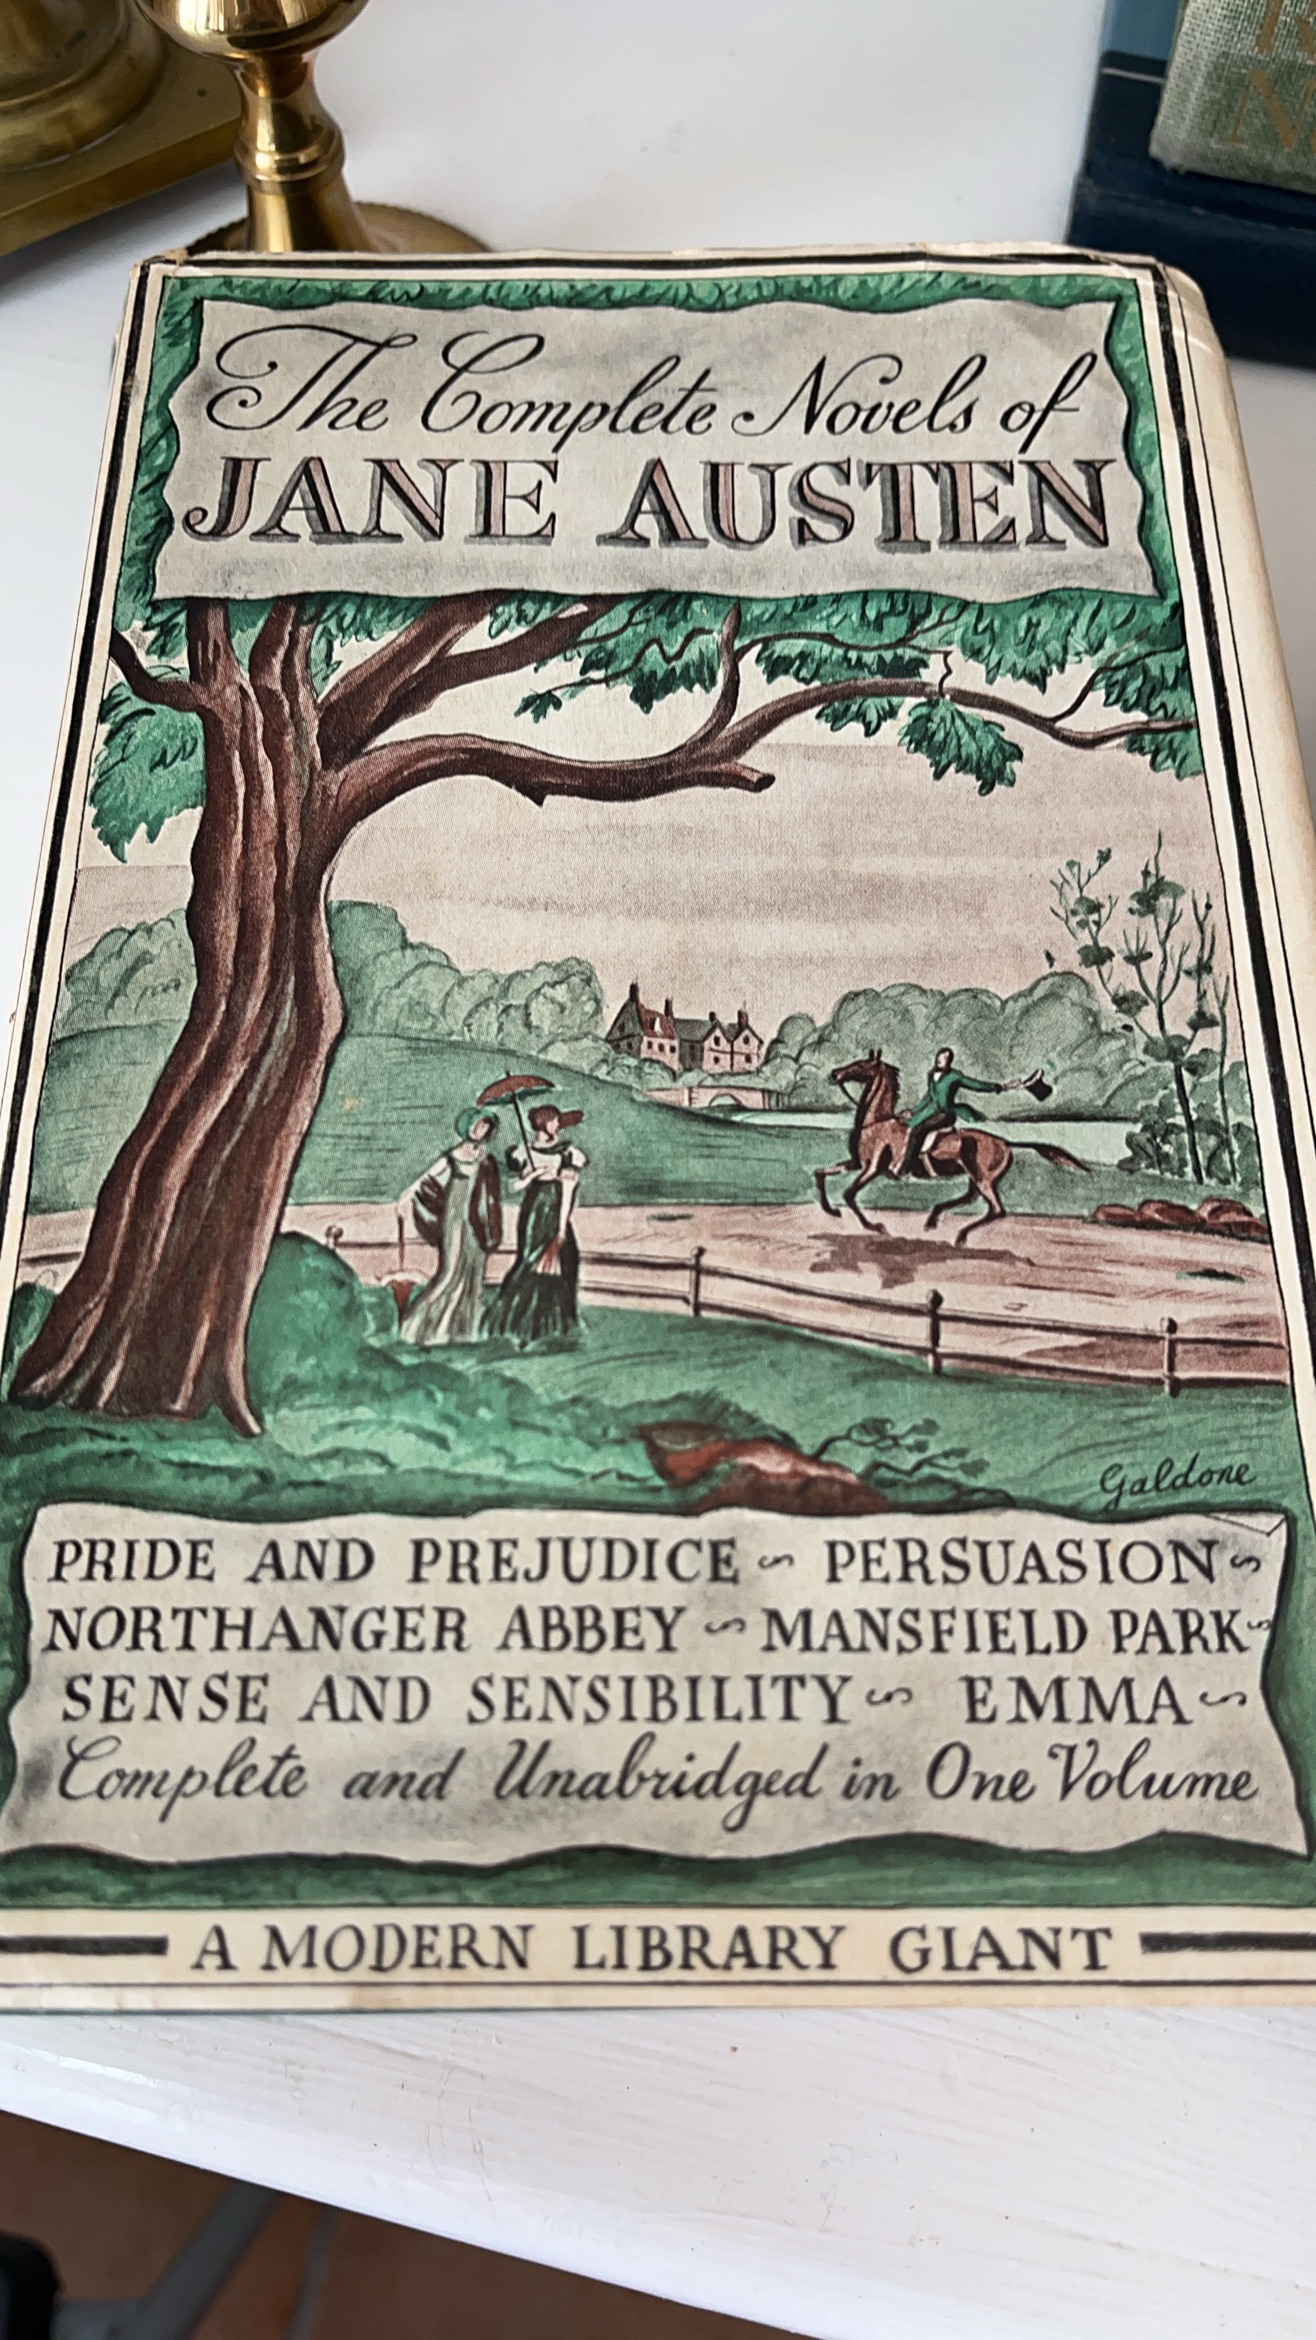 The Complete Novels of
JANE AUSTEN
Galdone
PRIDE AND PREJUDICE ~ PERSUASION ~
NORTHANGER ABBEY ~ MANSFIELD PARK ~
SENSE AND SENSIBILITY ~ EMMA ~
Complete and Unabridged in One Volume
A MODERN LIBRARY GIANT